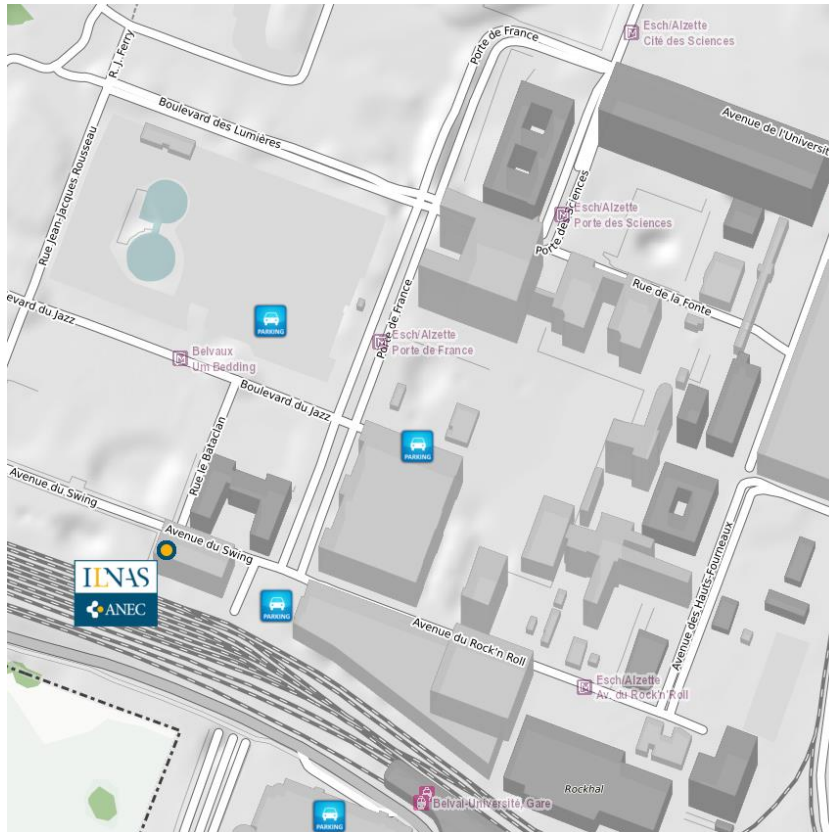 Esch/Alzette
Cité des Sciences
Porte de France
R. J. Ferry
Boulevard des Lumières
Avenue de l'Universit
Rue Jean-Jacques Rousseau
Esch/Alzette
Porte des Sciences
Porte des Sciences
Rue de la Fonte
evard du Jazz
PARKING
Porte de France
Esch/Alzette
Porte de France
Belvaux
Um Bedding
Boulevard du Jazz
PARKING
Rue le Bataclan
Avenue du Swing
Avenue du Swing
ILNAS
ANEC
PARKING
Avenue du Rock'n Roll
Avenue des Hauts-Fourneaux
Esch/Alzette
Av. du Rock'n'Roll
Rockhal
Belval-Université, Gare
PARKING